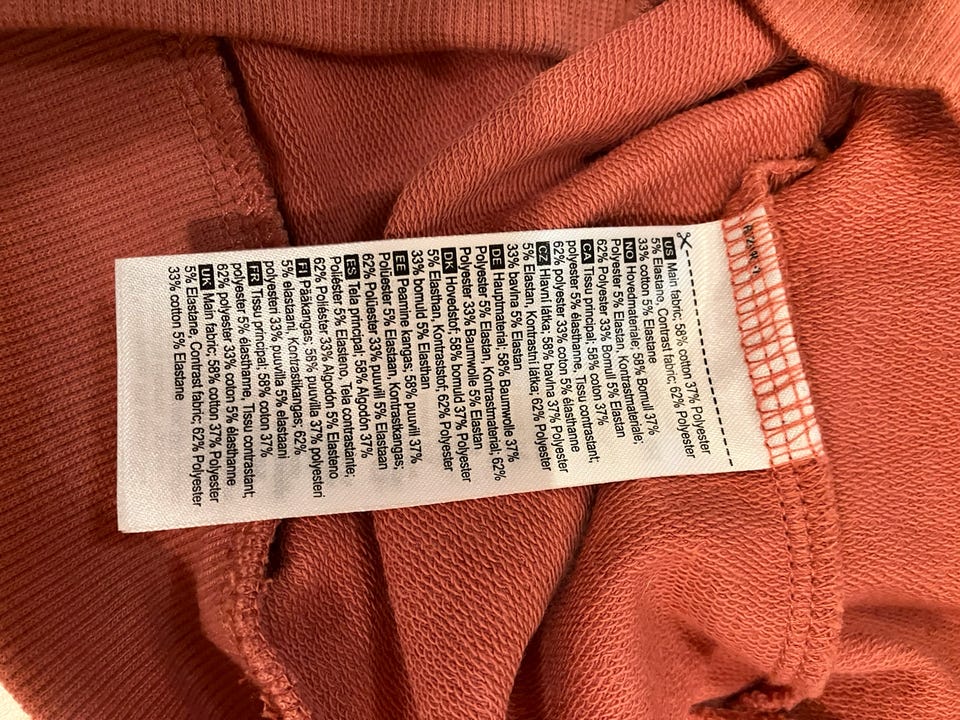 US Main fabric; 58% cotton 37% Polyester
5% Elastane, Contrast fabric; 62% Polyester
33% cotton 5% Elastane
NO Hovedmateriale; 58% Bomul 37%
Polyester 5% Elastan, Kontrastmateriale;
62% Polyester 33% Bomul 5% Elastan
CA Tissu principal; 58% coton 37%
polyester 5% élasthanne, Tissu contrastant;
62% polyester 33% coton 5% élasthanne
CZ Hlavní látka, 58% bavlna 37% Polyester
5% Elastan, Kontrastní látka, 62% Polyester
33% bavlna 5% Elastan
DE Hauptmaterial; 58% Baumwolle 37%
Polyester 5% Elastan, Kontrastmaterial; 62%
Polyester 33% Baumwolle 5% Elastan
DK Hovedstof; 58% bomuld 37% Polyester
5% Elasthan, Kontraststof; 62% Polyester
33% bomuld 5% Elasthan
EE Peamine kangas; 58% puuvill 37%
Polüester 5% Elastaan, Kontrastkangas;
62% Polüester 33% puuvill 5% Elastaan
ES Tela principal; 58% Algodón 37%
Poliéster 5% Elasteno, Tela contrastante;
62% Poliéster 33% Algodón 5% Elasteno
FI Pääkangas; 58% puuvilla 37% polyesteri
5% elastaani, Kontrastikangas; 62%
polyesteri 33% puuvilla 5% elastaani
FR Tissu principal; 58% coton 37%
polyester 5% élasthanne, Tissu contrastant;
62% polyester 33% coton 5% élasthanne
UK Main fabric; 58% cotton 37% Polyester
5% Elastane, Contrast fabric; 62% Polyester
33% cotton 5% Elastane